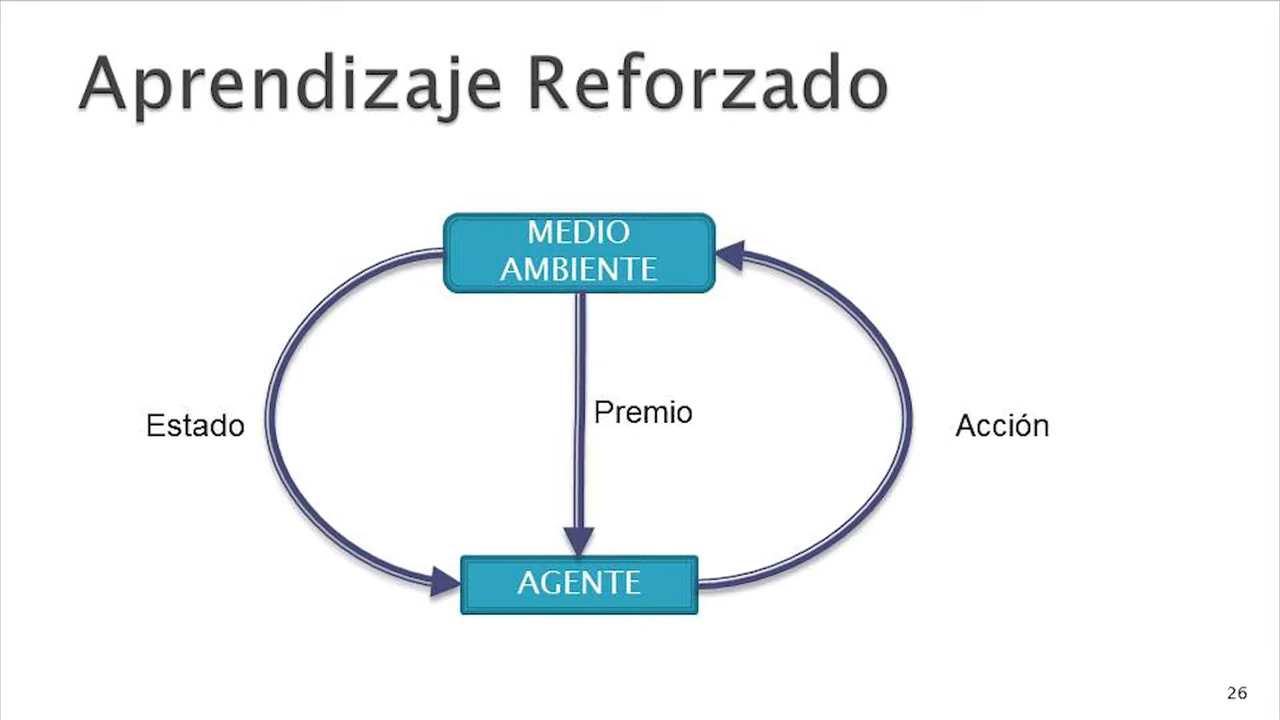 Aprendizaje Reforzado
MEDIO
AMBIENTE
Premio
Estado
Acción
AGENTE
26